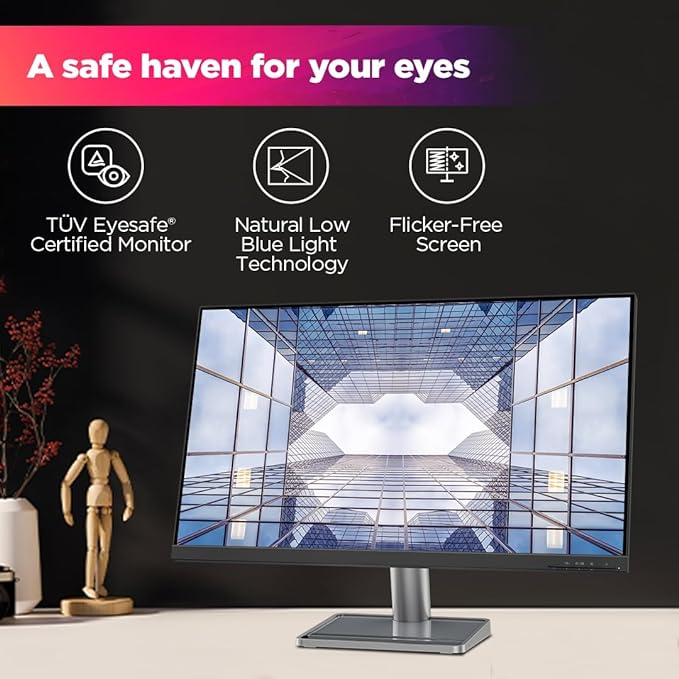 A safe haven for your eyes
TÜV Eyesafe®
Certified Monitor
Natural Low
Blue Light
Technology
Flicker-Free
Screen